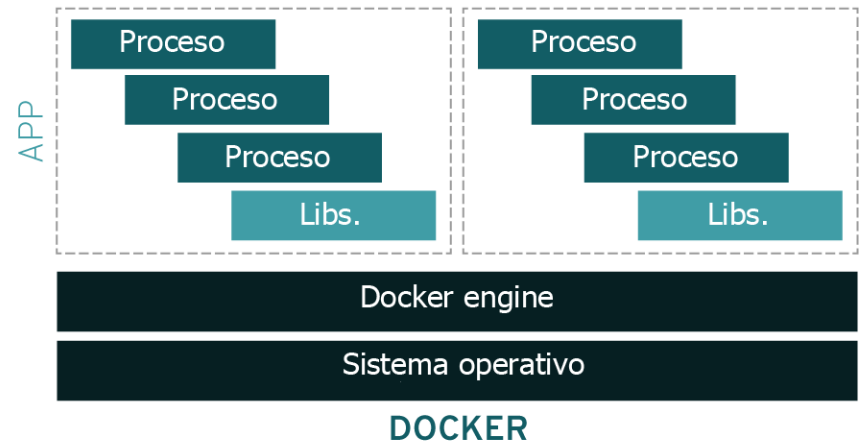 APP
Proceso
Proceso
Proceso
Libs.
Proceso
Proceso
Proceso
Libs.
Docker engine
Sistema operativo
DOCKER